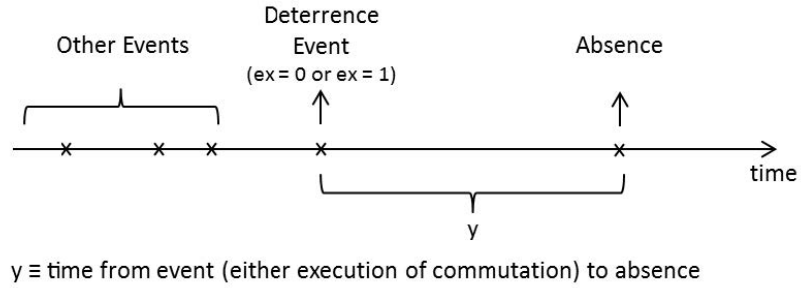 Deterrence
Other Events
Event
Absence
(ex = 0 or ex = 1)
time
y
y ≡ time from event (either execution of commutation) to absence